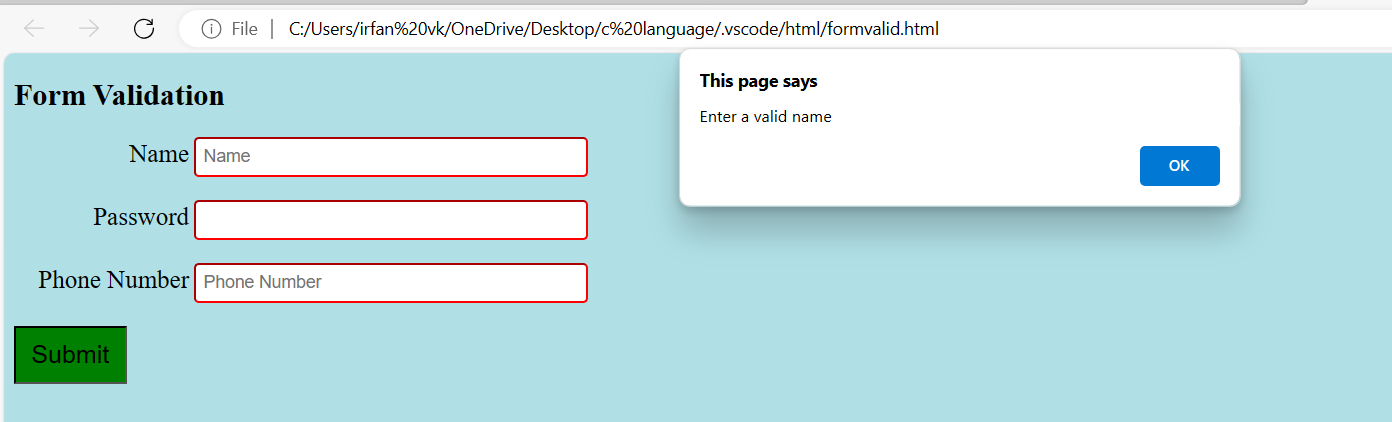 File | C:/Users/irfan%20vk/OneDrive/Desktop/c%20language/.vscode/html/formvalid.html
This page says
Enter a valid name
OK
Form Validation
Name Name
Password
Phone Number Phone Number
Submit